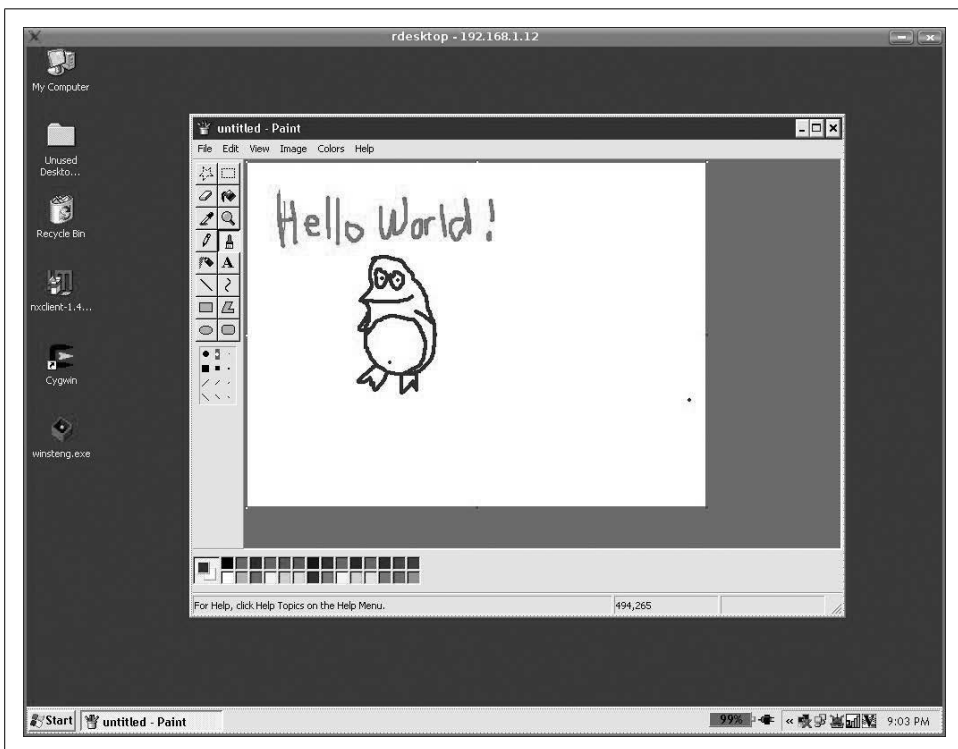 rdesktop - 192.168.1.12
My Computer
Unused
Deskto...
Recycle Bin
nxclient-1.4...
Cygwin
winsteng.exe
untitled - Paint
File Edit View Image Colors Help
A
Hello World!
For Help, click Help Topics on the Help Menu.
494,265
Start
untitled - Paint
99%
«
9:03 PM